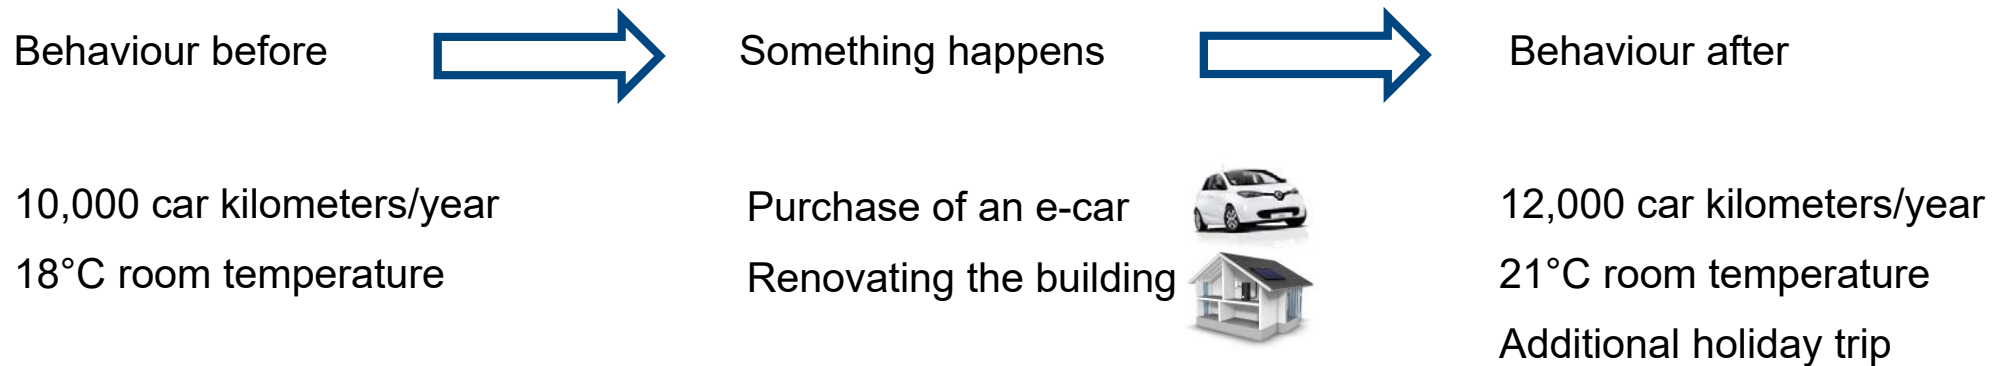 Behaviour before
Something happens
Behaviour after
10,000 car kilometers/year
Purchase of an e-car
12,000 car kilometers/year
18°C room temperature
Renovating the building
21°C room temperature
Additional holiday trip